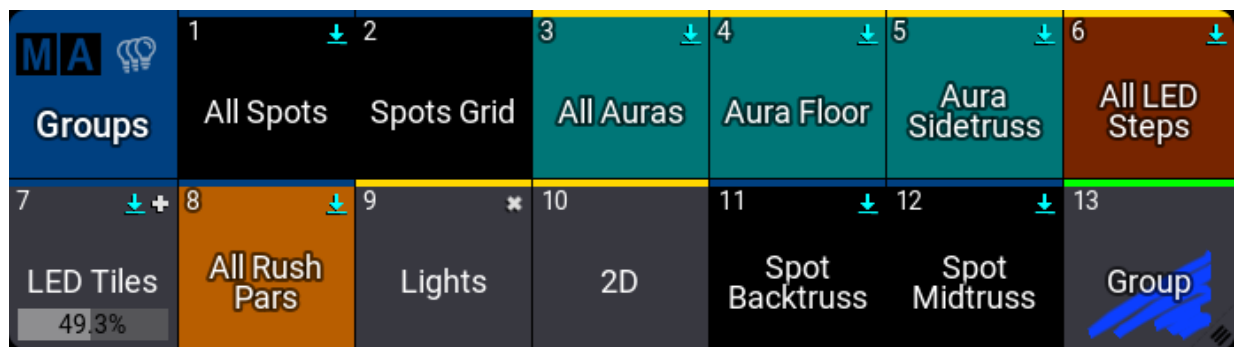 MA
Groups
1
All Spots
2
Spots Grid
3
All Auras
4
Aura Floor
5
Aura
Sidetruss
6
All LED
Steps
7
LED Tiles
49.3%
8
All Rush
Pars
9
Lights
10
2D
11
Spot
Backtruss
12
Spot
Midtruss
13
Group